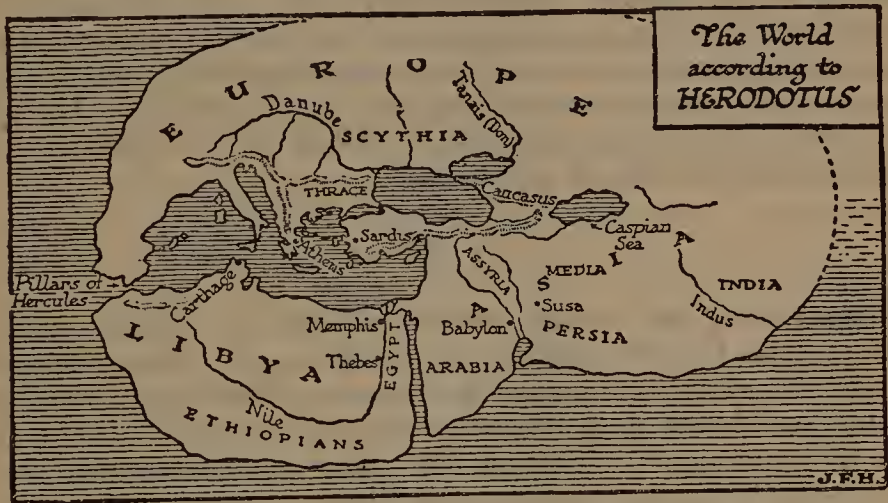 The World
according to
HERODOTUS
EUROPE
Danube
SCYTHIA
Tanais (Don)
THRACE
Caucasus
Caspian
Sea
Athens
Sardus
ASIA
ASSYRIA
MEDIA
INDIA
Indus
Susa
PERSIA
Babylon
Pillars of
Hercules
Carthage
LIBYA
Memphis
Thebes
EGYPT
ARABIA
Nile
ETHIOPIANS
J.F.H.